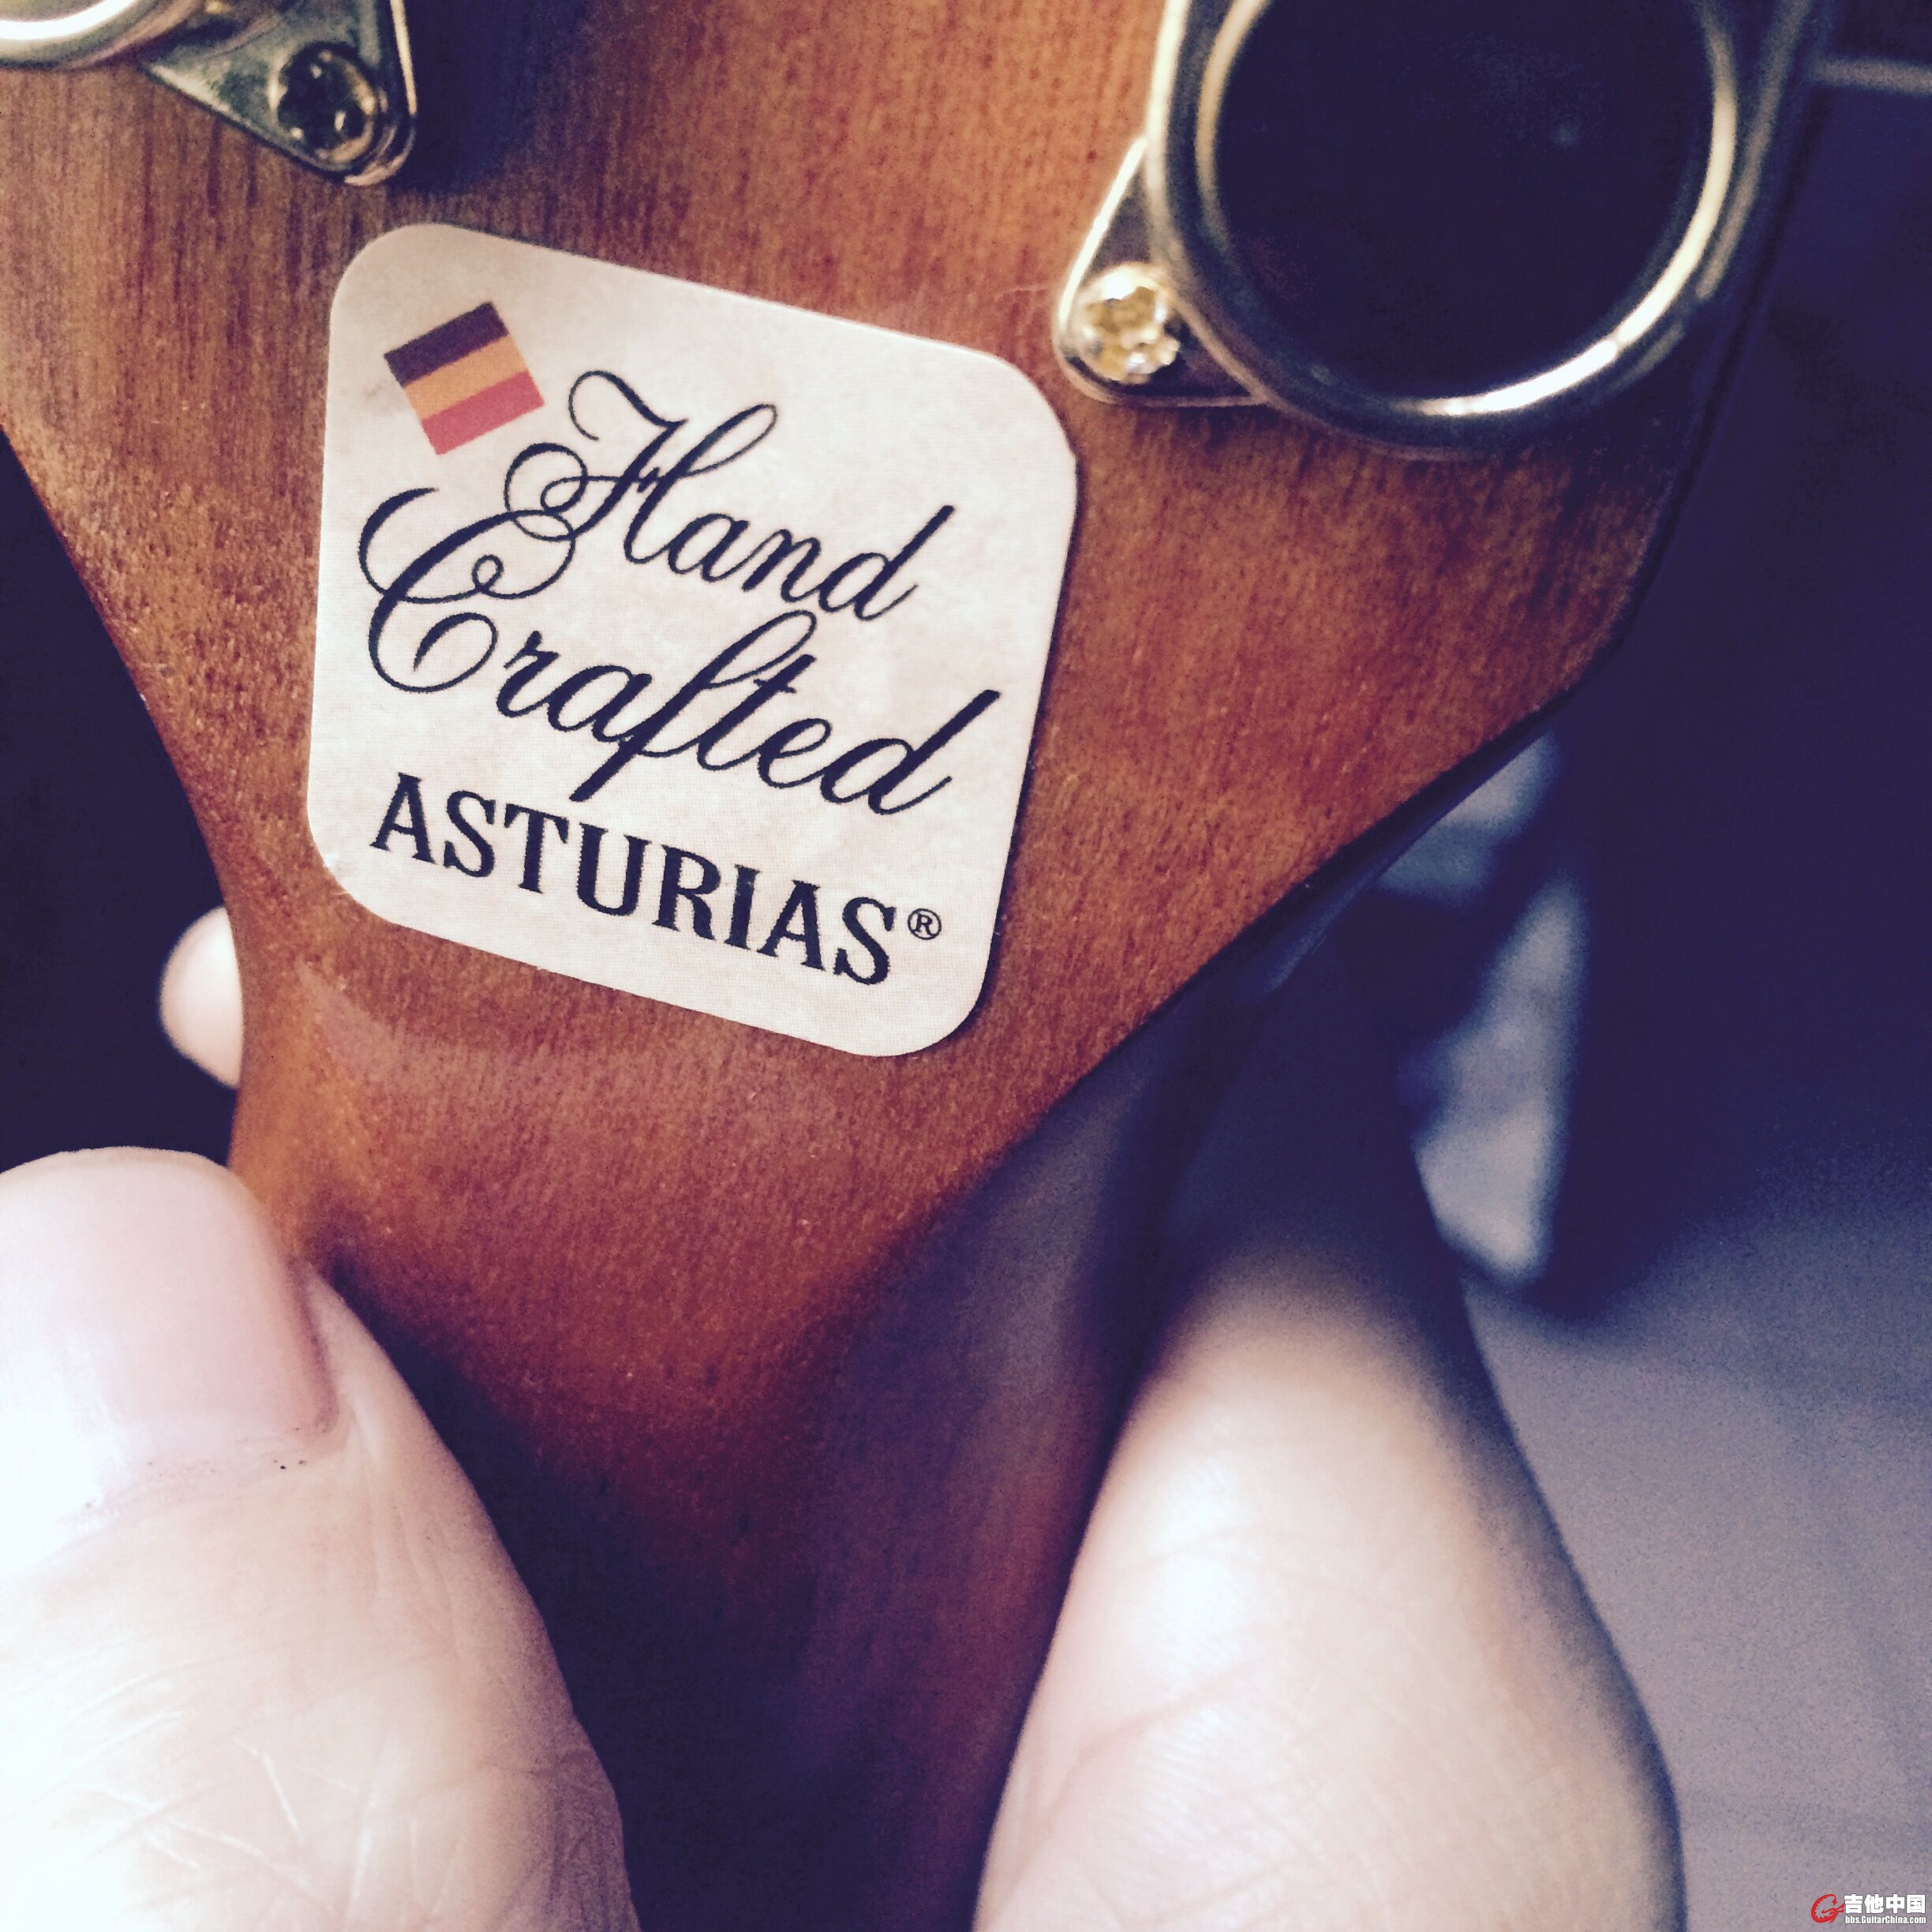 Hand
Crafted
ASTURIAS®
吉他中国
bbs.GuitarChina.com